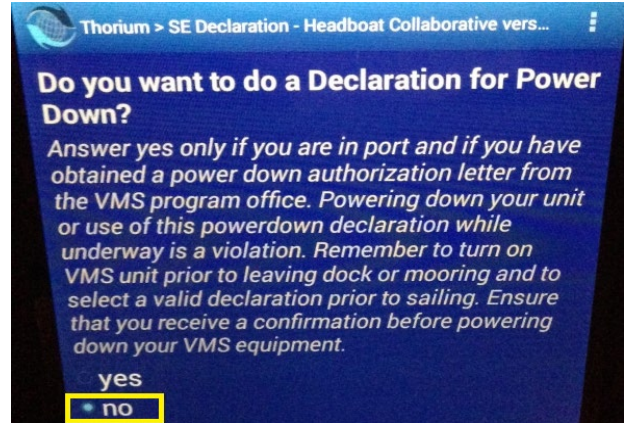 Thorium > SE Declaration - Headboat Collaborative vers...
Do you want to do a Declaration for Power
Down?
Answer yes only if you are in port and if you have
obtained a power down authorization letter from
the VMS program office. Powering down your unit
or use of this powerdown declaration while
underway is a violation. Remember to turn on
VMS unit prior to leaving dock or mooring and to
select a valid declaration prior to sailing. Ensure
that you receive a confirmation before powering
down your VMS equipment.
yes
no